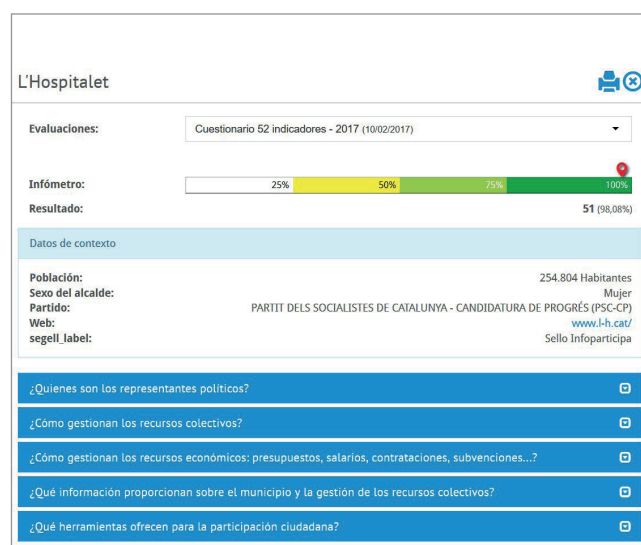 L'Hospitalet
Evaluaciones: Cuestionario 52 indicadores - 2017 (10/02/2017)
Infómetro: 25% 50% 75% 100%
Resultado: 51 (98,08%)
Datos de contexto
Población: 254.804 Habitantes
Sexo del alcalde: Mujer
Partido: PARTIT DELS SOCIALISTES DE CATALUNYA - CANDIDATURA DE PROGRÉS (PSC-CP)
Web: www.l-h.cat/
segell_label: Sello Infoparticipa
¿Quienes son los representantes políticos?
¿Cómo gestionan los recursos colectivos?
¿Cómo gestionan los recursos económicos: presupuestos, salarios, contrataciones, subvenciones...?
¿Qué información proporcionan sobre el municipio y la gestión de los recursos colectivos?
¿Qué herramientas ofrecen para la participación ciudadana?